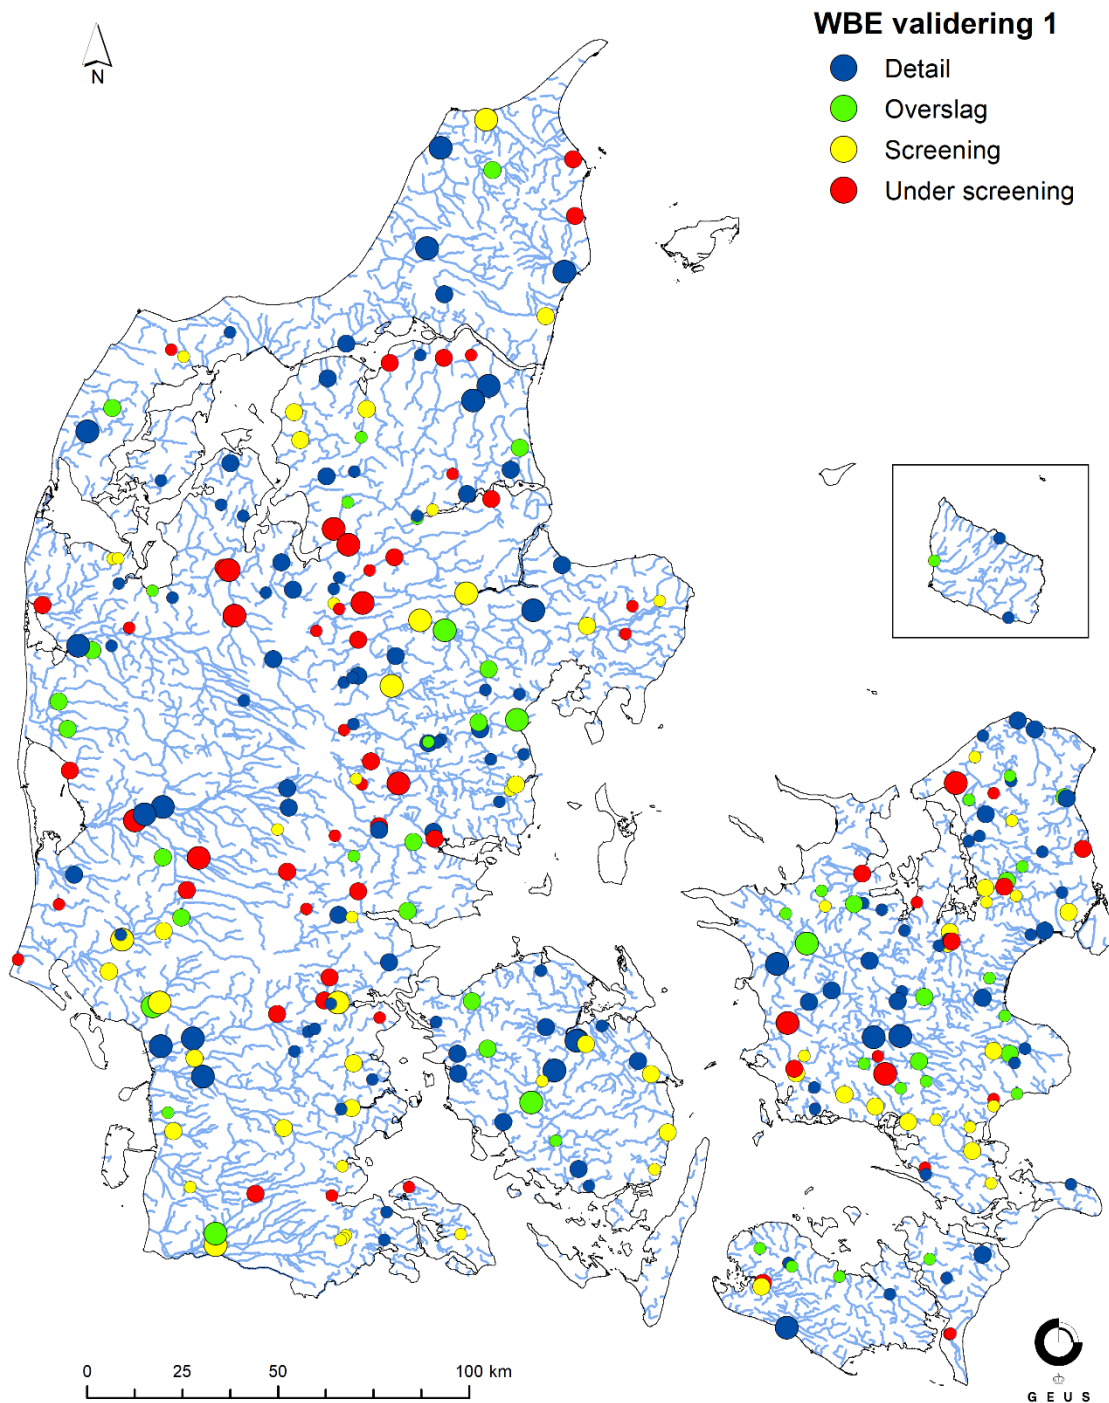 WBE validering 1
Detail
Overslag
Screening
Under screening
N
0 25 50 100 km
G E U S